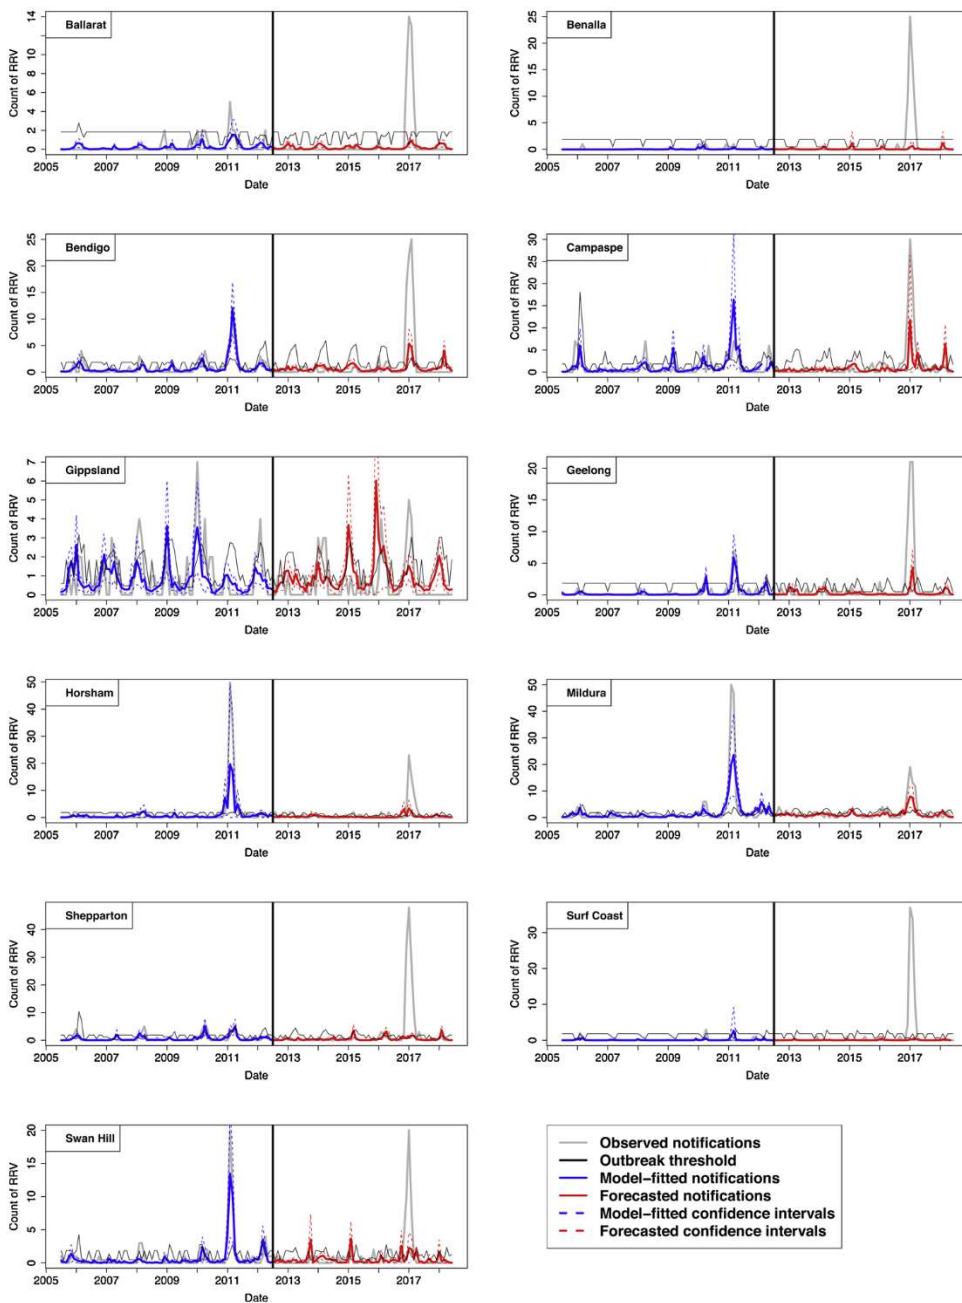 Ballarat
Count of RRV
0 2 4 6 8 11 14
2005 2007 2009 2011 2013 2015 2017
Date
Benalla
Count of RRV
0 5 10 15 20 25
2005 2007 2009 2011 2013 2015 2017
Date
Bendigo
Count of RRV
0 5 10 15 20 25
2005 2007 2009 2011 2013 2015 2017
Date
Campaspe
Count of RRV
0 5 10 15 20 25 30
2005 2007 2009 2011 2013 2015 2017
Date
Gippsland
Count of RRV
0 1 2 3 4 5 6 7
2005 2007 2009 2011 2013 2015 2017
Date
Geelong
Count of RRV
0 5 10 15 20
2005 2007 2009 2011 2013 2015 2017
Date
Horsham
Count of RRV
0 10 20 30 40 50
2005 2007 2009 2011 2013 2015 2017
Date
Mildura
Count of RRV
0 10 20 30 40 50
2005 2007 2009 2011 2013 2015 2017
Date
Shepparton
Count of RRV
0 10 20 30 40
2005 2007 2009 2011 2013 2015 2017
Date
Surf Coast
Count of RRV
0 10 20 30
2005 2007 2009 2011 2013 2015 2017
Date
Swan Hill
Count of RRV
0 5 10 15 20
2005 2007 2009 2011 2013 2015 2017
Date
Observed notifications
Outbreak threshold
Model-fitted notifications
Forecasted notifications
Model-fitted confidence intervals
Forecasted confidence intervals